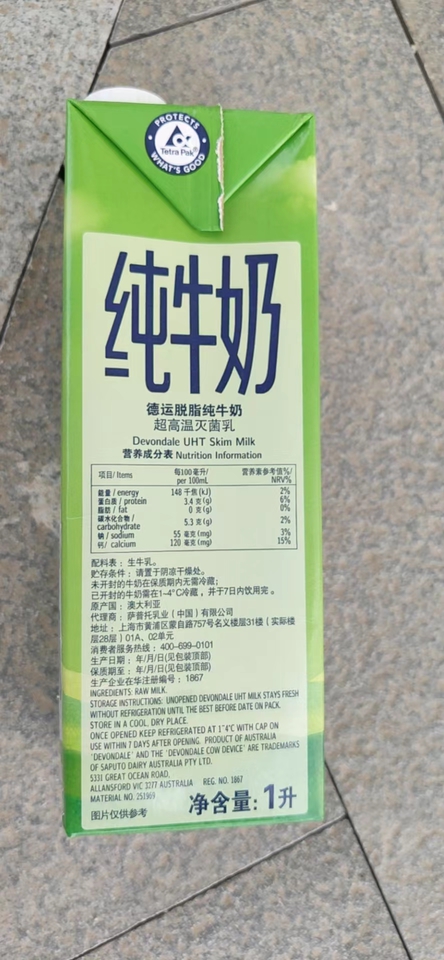 PROTECTS
Tetra Pak®
WHAT'S GOOD
纯牛奶
德运脱脂纯牛奶
超高温灭菌乳
Devondale UHT Skim Milk
营养成分表 Nutrition Information
项目/ Items 每100毫升/ per 100mL 营养素参考值%/ NRV%
能量 / energy 148 千焦(kJ) 2%
蛋白质 / protein 3.4 克(g) 6%
脂肪 / fat 0 克(g) 0%
碳水化合物 / carbohydrate 5.3 克(g) 2%
钠 / sodium 55 毫克(mg) 3%
钙/ calcium 120 毫克(mg) 15%
配料表：生牛乳。
贮存条件：请置于阴凉干燥处。
未开封的牛奶在保质期内无需冷藏；
已开封的牛奶需在1-4°C冷藏，并于7日内饮用完 。
原产国：澳大利亚
代理商：萨普托乳业（中国）有限公司
地址：上海市黄浦区蒙自路757号名义楼层31楼（实际楼
层28层）01A、02单元
消费者服务热线：400-699-0101
生产日期：年/月/日(见包装顶部)
保质期至：年/月/日(见包装顶部)
生产企业在华注册编号：1867
INGREDIENTS: RAW MILK.
STORAGE INSTRUCTIONS: UNOPENED DEVONDALE UHT MILK STAYS FRESH
WITHOUT REFRIGERATION UNTIL THE BEST BEFORE DATE ON PACK.
STORE IN A COOL, DRY PLACE.
ONCE OPENED KEEP REFRIGERATED AT 1~4°C WITH CAP ON
USE WITHIN 7 DAYS AFTER OPENING. PRODUCT OF AUSTRALIA
'DEVONDALE' AND THE 'DEVONDALE COW DEVICE' ARE TRADEMARKS
OF SAPUTO DAIRY AUSTRALIA PTY LTD.
5331 GREAT OCEAN ROAD,
ALLANSFORD VIC 3277 AUSTRALIA REG. NO. 1867
MATERIAL NO. 251969
图片仅供参考
净含量: 1升